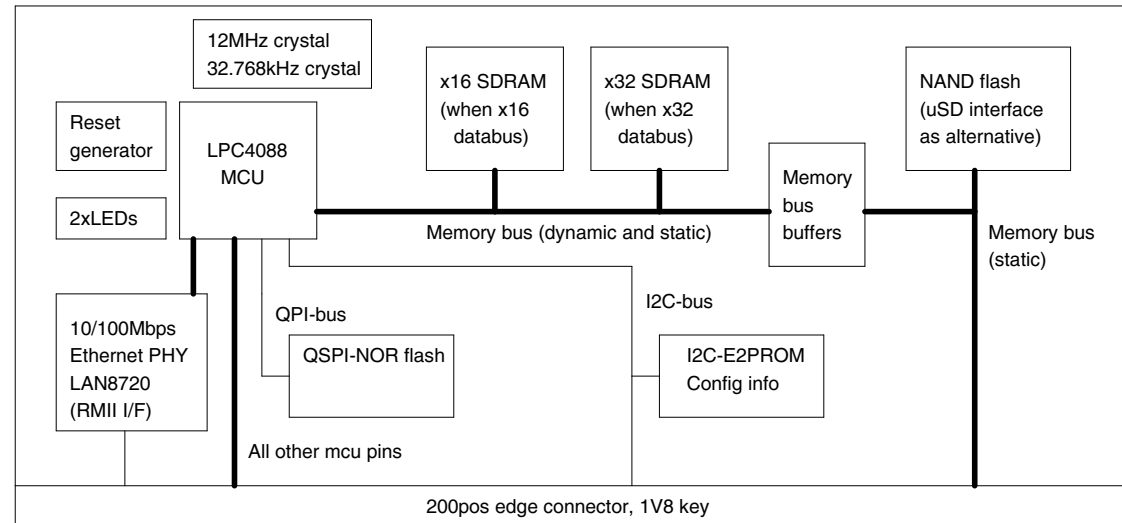 12MHz crystal
32.768kHz crystal
x16 SDRAM
(when x16
databus)
x32 SDRAM
(when x32
databus)
NAND flash
(uSD interface
as alternative)
Reset
generator
LPC4088
MCU
Memory
bus
buffers
2xLEDs
Memory bus (dynamic and static)
Memory bus
(static)
QPI-bus
I2C-bus
10/100Mbps
Ethernet PHY
LAN8720
(RMII I/F)
QSPI-NOR flash
I2C-E2PROM
Config info
All other mcu pins
200pos edge connector, 1V8 key